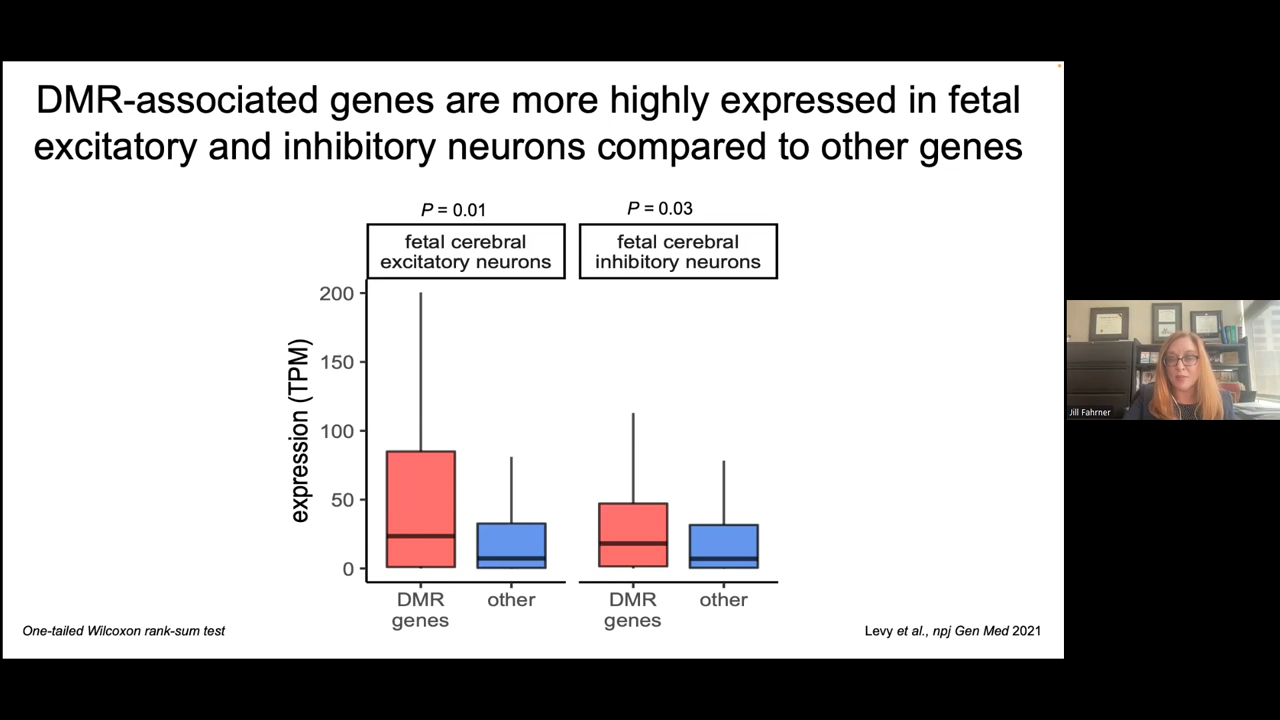 DMR-associated genes are more highly expressed in fetal
excitatory and inhibitory neurons compared to other genes
P = 0.01
P = 0.03
fetal cerebral
excitatory neurons
fetal cerebral
inhibitory neurons
expression (TPM)
200
150
100
50
0
DMR
genes
other
DMR
genes
other
One-tailed Wilcoxon rank-sum test
Levy et al., npj Gen Med 2021
Jill Fahrner